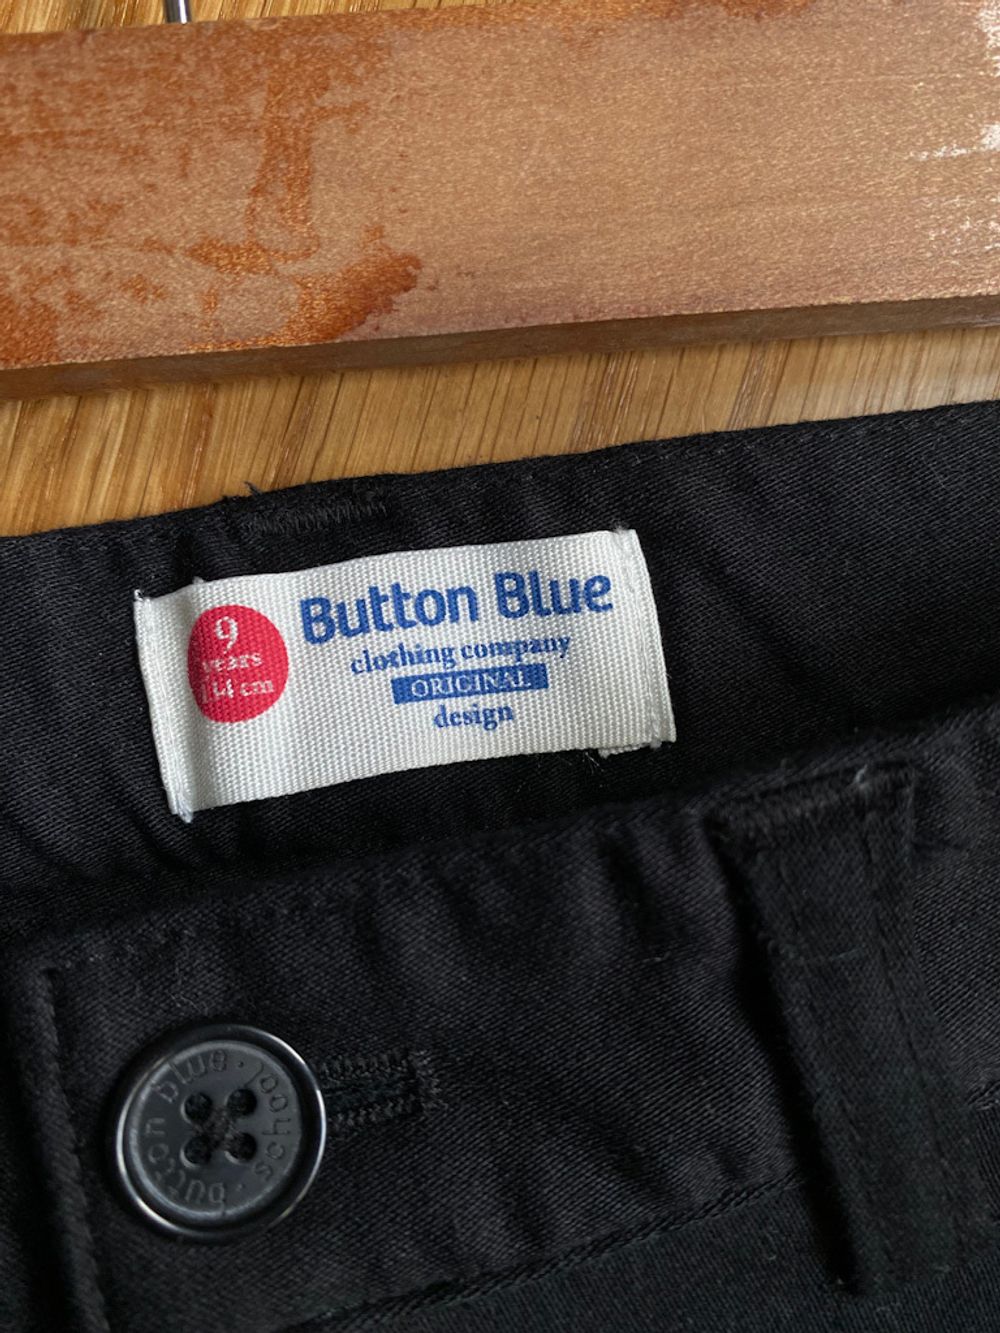 9
years
134 cm
Button Blue
clothing company
ORIGINAL
design
button blue · school ·